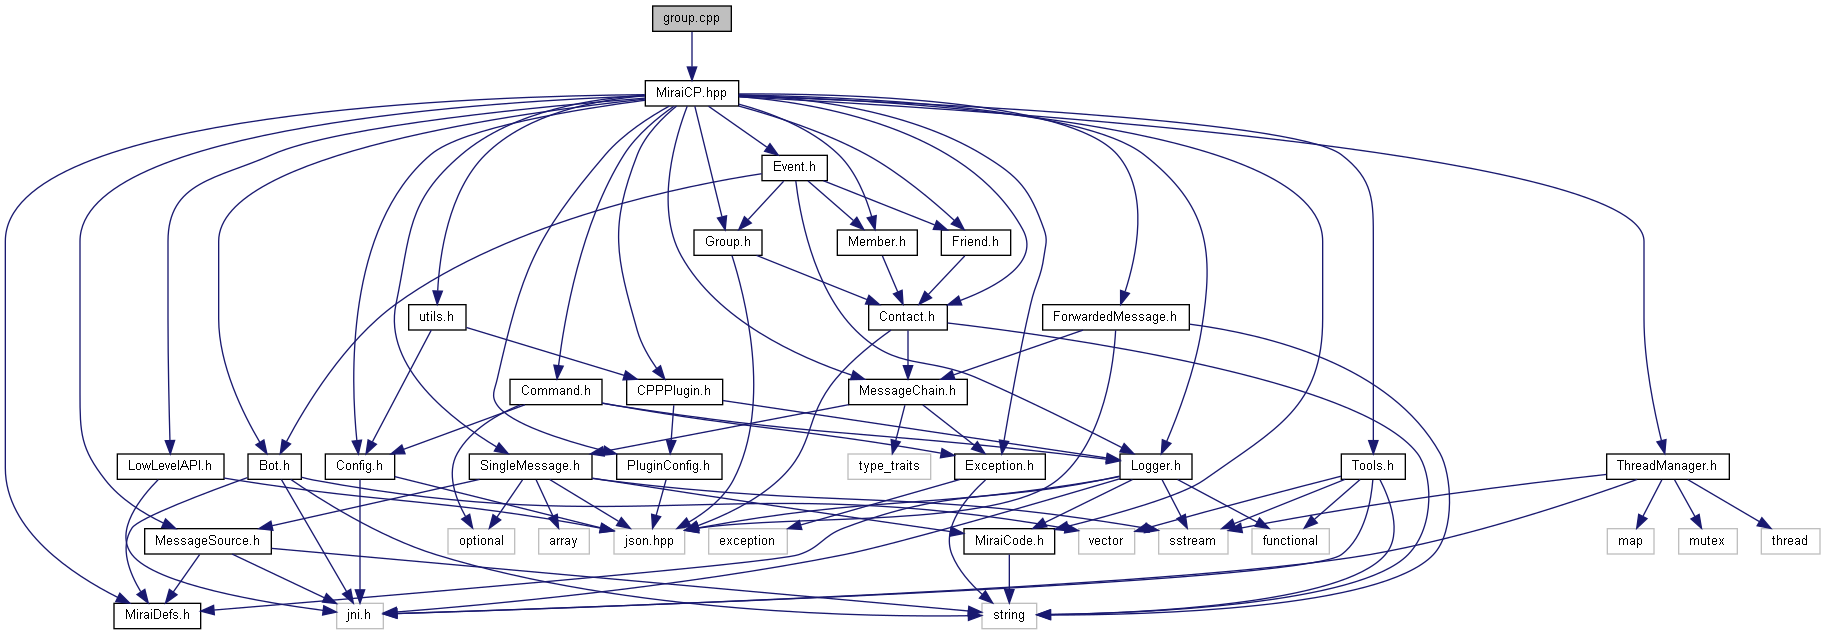 group.cpp
MiraiCP.hpp
Event.h
Group.h
Member.h
Friend.h
utils.h
Contact.h
ForwardedMessage.h
Command.h
CPPPlugin.h
MessageChain.h
LowLevelAPI.h
Bot.h
Config.h
SingleMessage.h
PluginConfig.h
type_traits
Exception.h
Logger.h
Tools.h
ThreadManager.h
MessageSource.h
optional
array
json.hpp
exception
MiraiCode.h
vector
sstream
functional
map
mutex
thread
MiraiDefs.h
jni.h
string